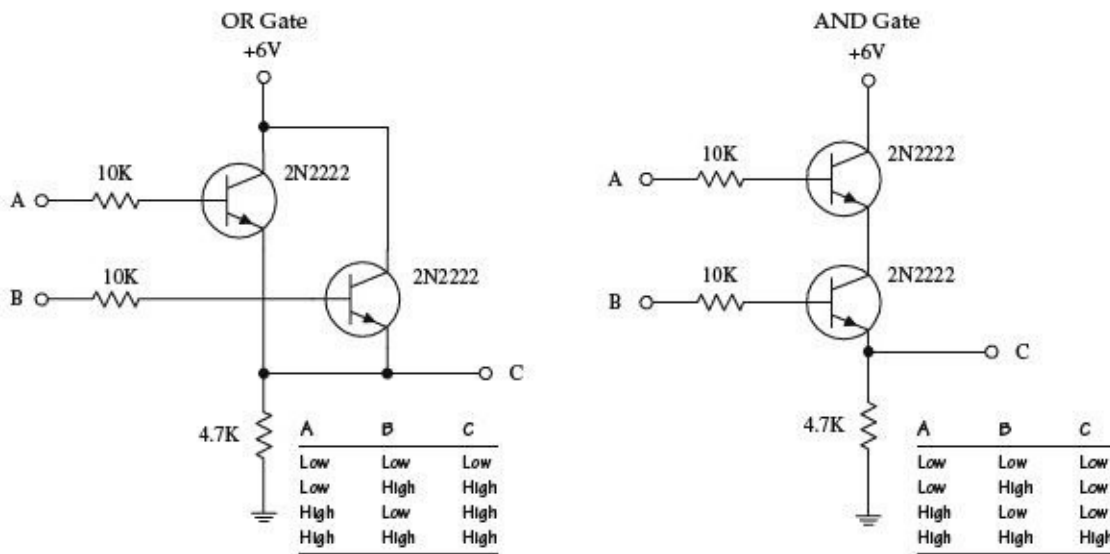 OR Gate
+6V
10K
2N2222
A
10K
2N2222
B
C
4.7K
A B C
Low Low Low
Low High High
High Low High
High High High
AND Gate
+6V
10K
2N2222
A
10K
2N2222
B
C
4.7K
A B C
Low Low Low
Low High Low
High Low Low
High High High